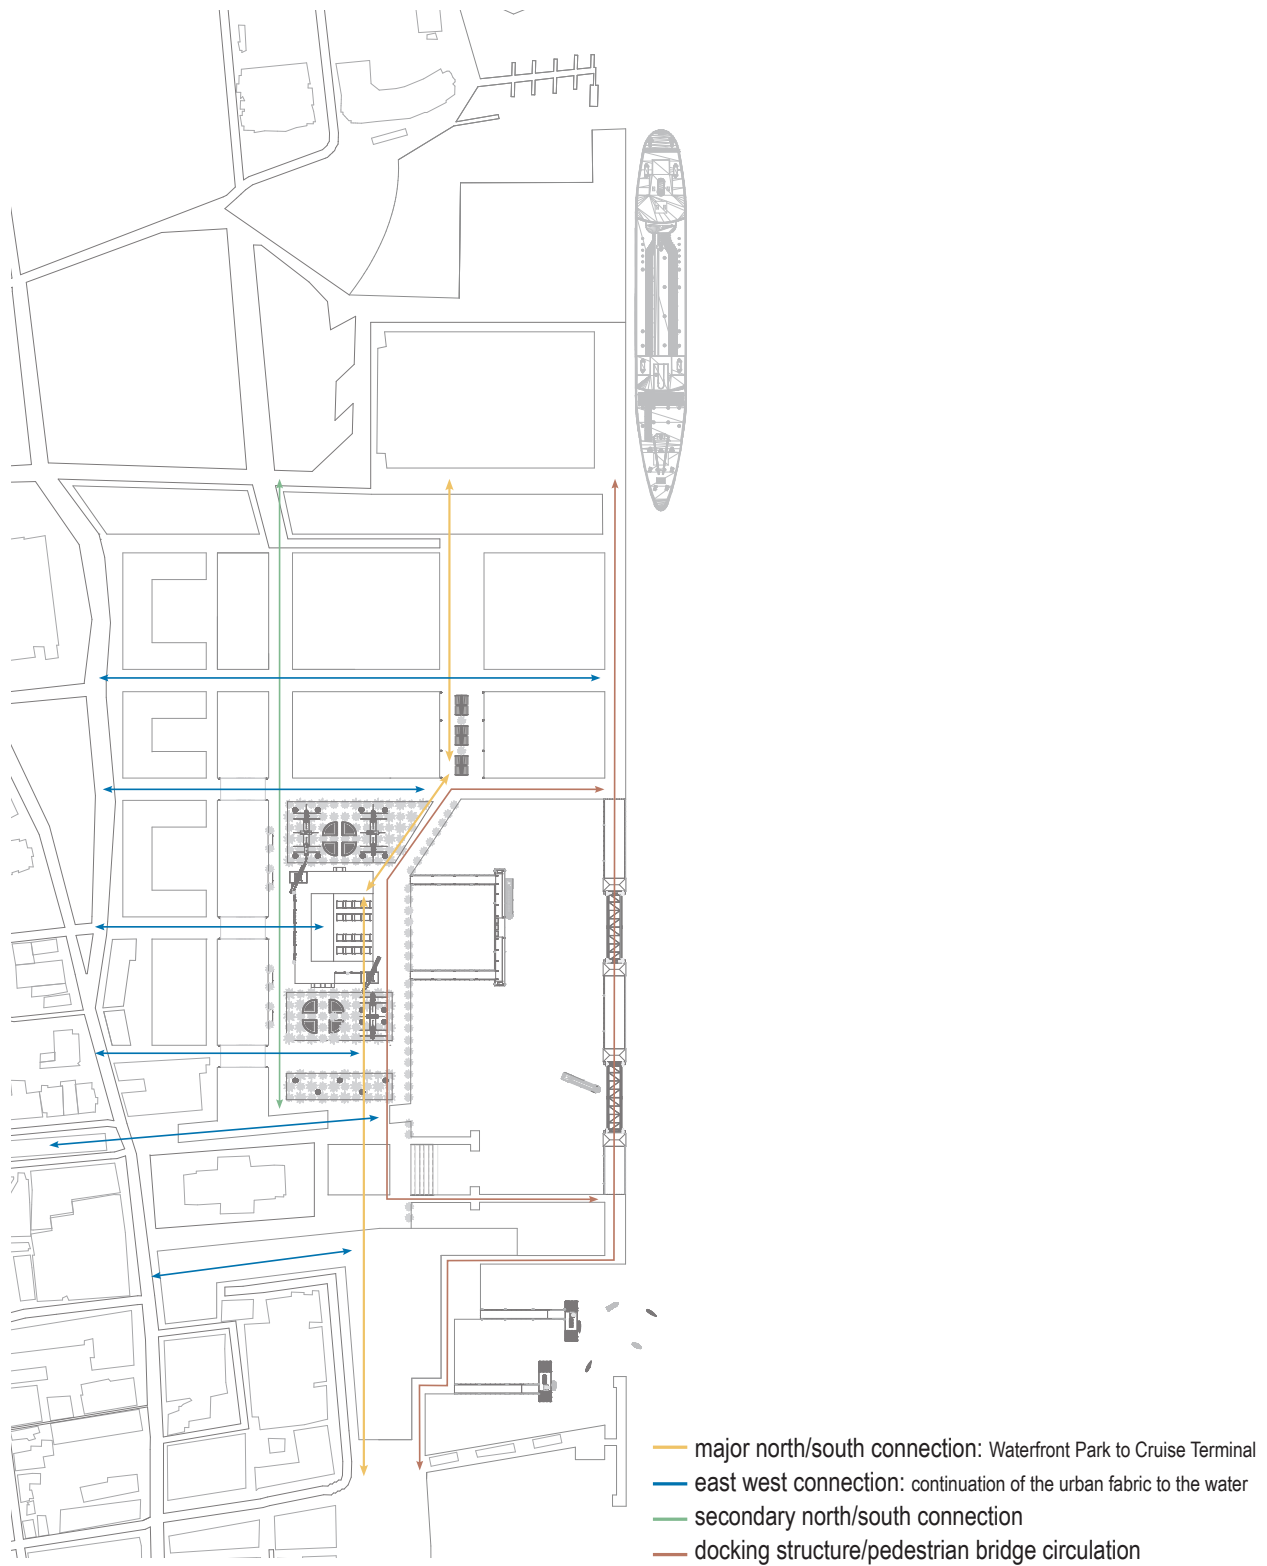 major north/south connection: Waterfront Park to Cruise Terminal
east west connection: continuation of the urban fabric to the water
secondary north/south connection
docking structure/pedestrian bridge circulation